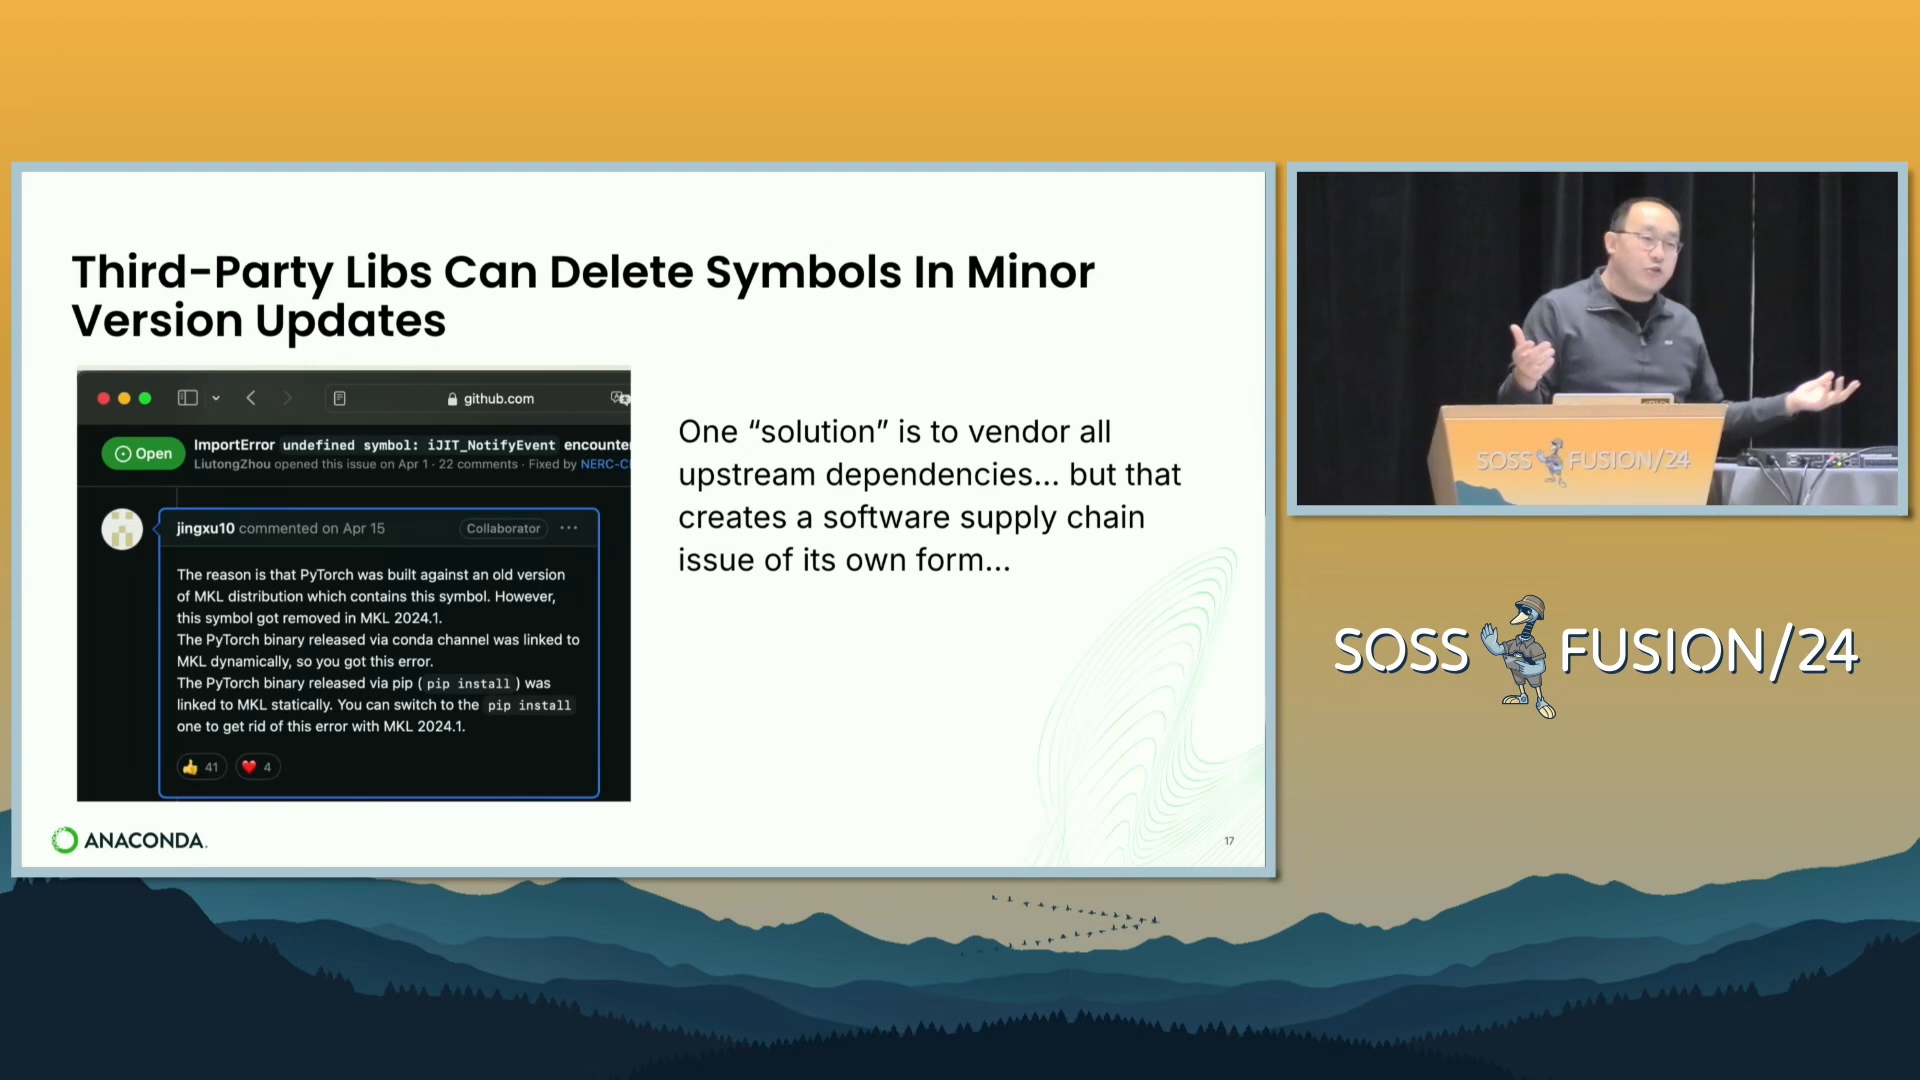 Third-Party Libs Can Delete Symbols In Minor
Version Updates
github.com
Open
ImportError undefined symbol: iJIT_NotifyEvent encounte
LiutongZhou opened this issue on Apr 1 · 22 comments · Fixed by NERC-C
jingxu10 commented on Apr 15
Collaborator
The reason is that PyTorch was built against an old version
of MKL distribution which contains this symbol. However,
this symbol got removed in MKL 2024.1.
The PyTorch binary released via conda channel was linked to
MKL dynamically, so you got this error.
The PyTorch binary released via pip ( pip install ) was
linked to MKL statically. You can switch to the pip install
one to get rid of this error with MKL 2024.1.
👍 41 ❤️ 4
One “solution” is to vendor all
upstream dependencies... but that
creates a software supply chain
issue of its own form...
ANACONDA.
17
SOSS FUSION/24
SOSS FUSION/24